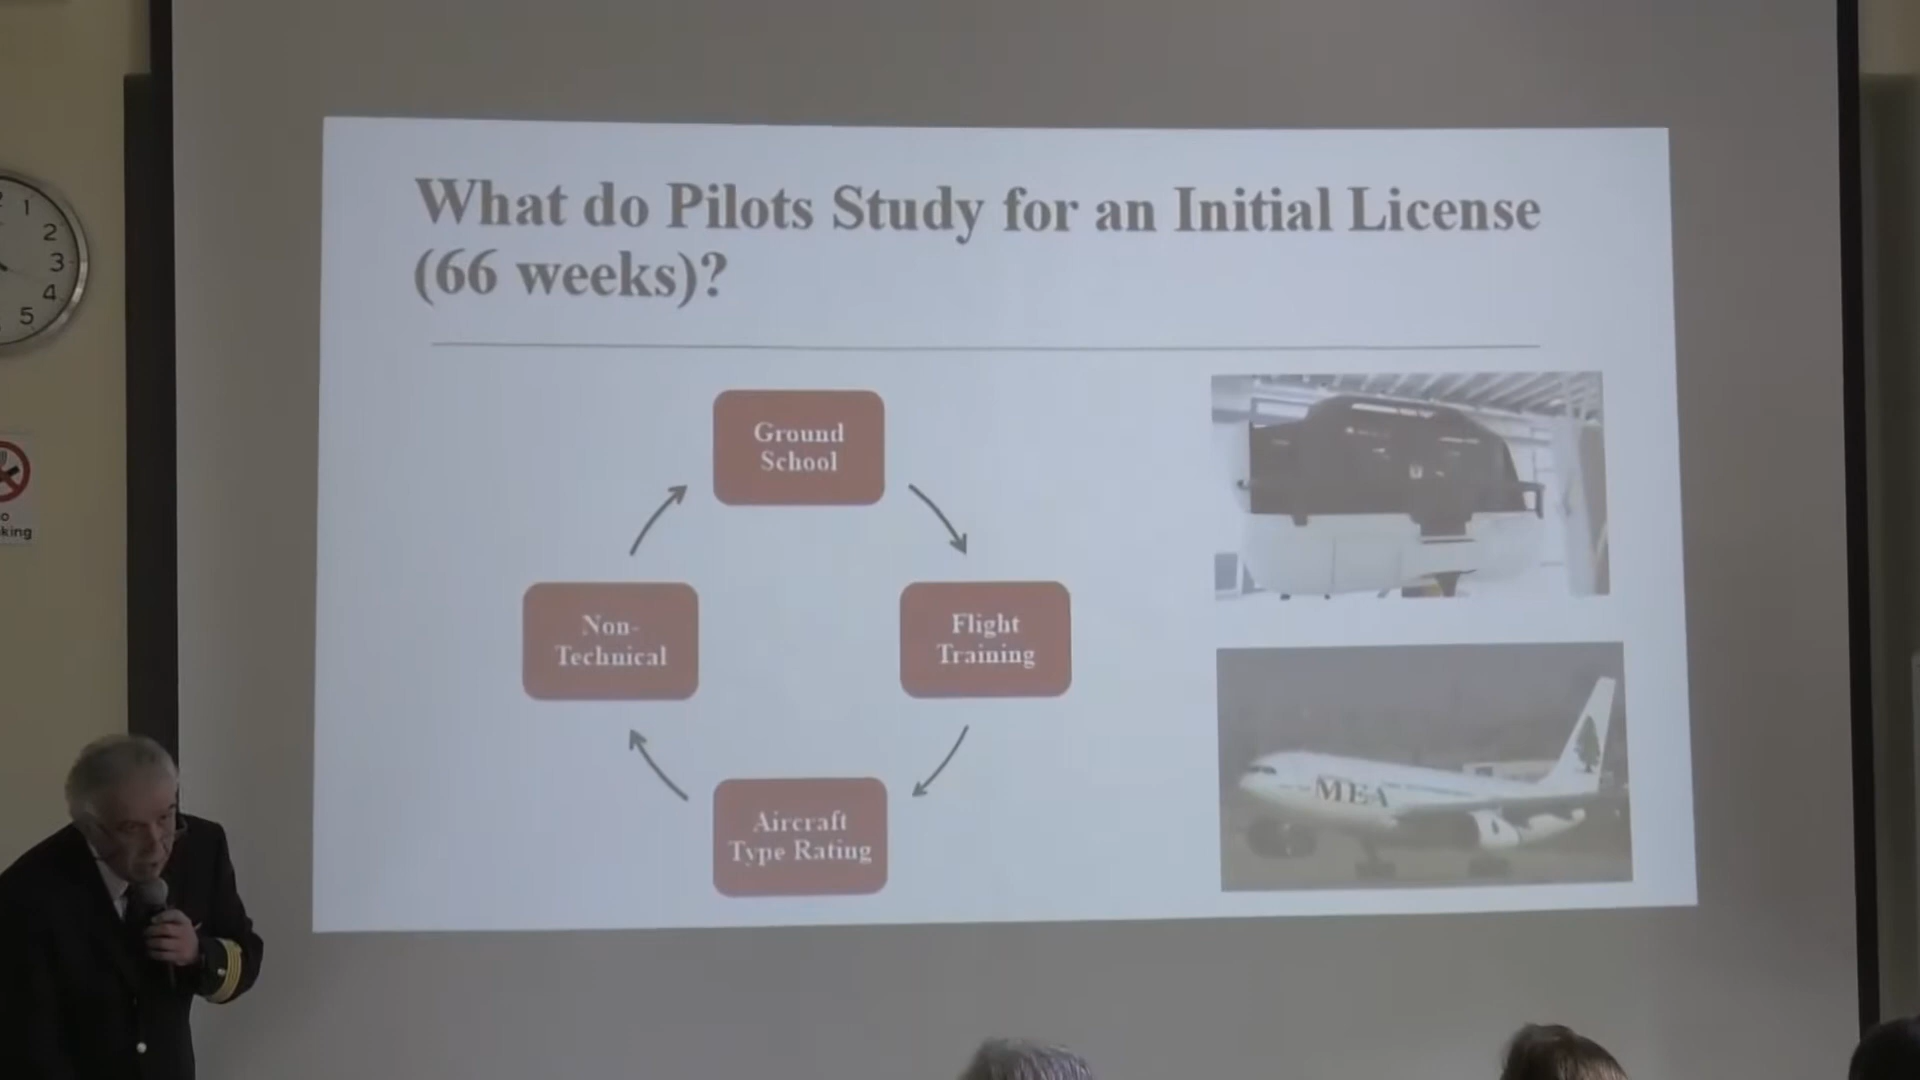 What do Pilots Study for an Initial License
(66 weeks)?
Ground
School
Non-
Technical
Flight
Training
Aircraft
Type Rating
MEA
1
2
3
4
5
king